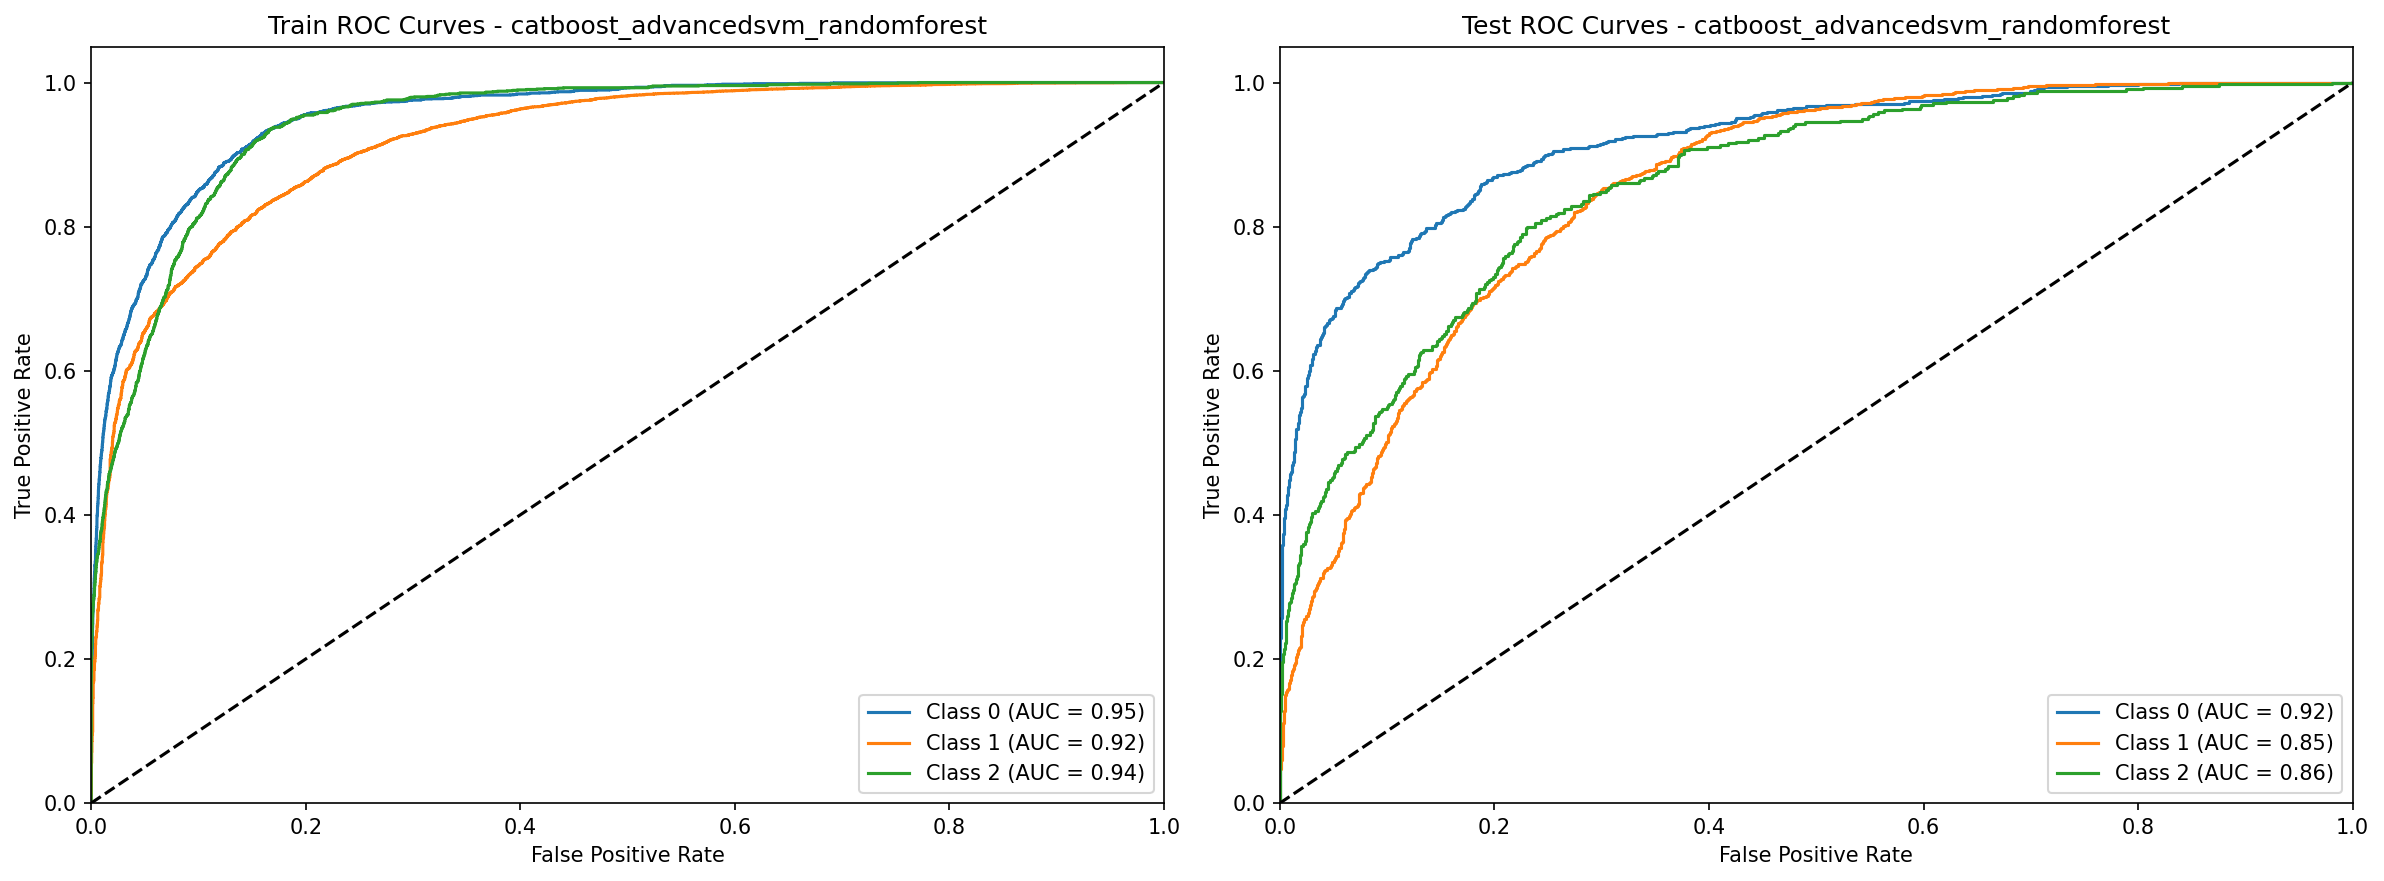 Train ROC Curves - catboost_advancedsvm_randomforest
True Positive Rate
1.0
0.8
0.6
0.4
0.2
0.0
0.0 0.2 0.4 0.6 0.8 1.0
False Positive Rate
Class 0 (AUC = 0.95)
Class 1 (AUC = 0.92)
Class 2 (AUC = 0.94)
Test ROC Curves - catboost_advancedsvm_randomforest
True Positive Rate
1.0
0.8
0.6
0.4
0.2
0.0
0.0 0.2 0.4 0.6 0.8 1.0
False Positive Rate
Class 0 (AUC = 0.92)
Class 1 (AUC = 0.85)
Class 2 (AUC = 0.86)